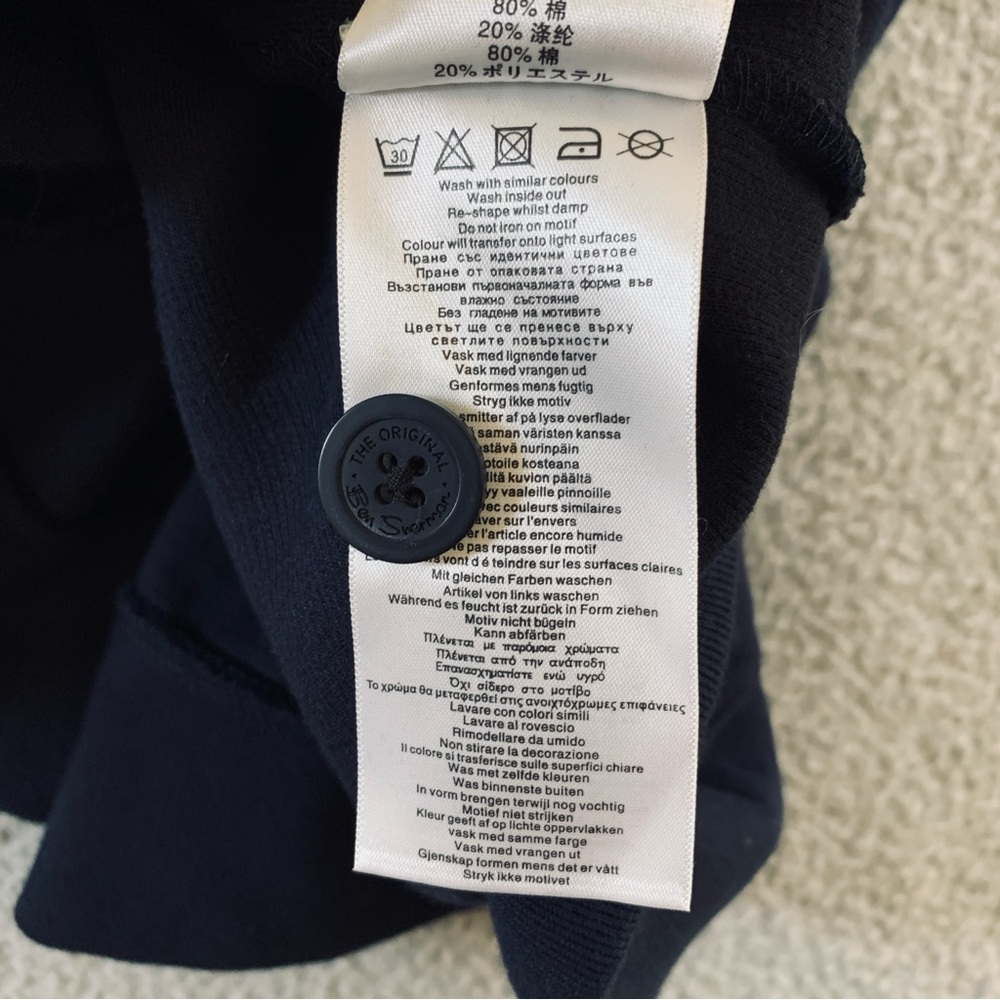 80% 棉
20% 涤纶
80% 棉
20% ポリエステル
30
Wash with similar colours
Wash inside out
Re-shape whilst damp
Do not iron on motif
Colour will transfer onto light surfaces
Пране със идентични цветове
Пране от опаковата страна
Възстанови първоначалната форма във
влажно състояние
Без гладене на мотивите
Цветът ще се пренесе върху
светлите повърхности
Vask med lignende farver
Vask med vrangen ud
Genformes mens fugtig
Stryg ikke motiv
smitter af på lyse overflader
saman väristen kanssa
nurinpäin
kosteana
kuvion päältä
vaaleille pinnoille
couleurs similaires
sur l'envers
l'article encore humide
pas repasser le motif
vont d é teindre sur les surfaces claires
Mit gleichen Farben waschen
Artikel von links waschen
Während es feucht ist zurück in Form ziehen
Motiv nicht bügeln
Kann abfärben
Πλένεται με παρόμοια χρώματα
Πλένεται από την ανάποδη
Επανασχηματίστε ενώ υγρό
Όχι σίδερο στο μοτίβο
Το χρώμα θα μεταφερθεί στις ανοιχτόχρωμες επιφάνειες
Lavare con colori simili
Lavare al rovescio
Rimodellare da umido
Non stirare la decorazione
Il colore si trasferisce sulle superfici chiare
Was met zelfde kleuren
Was binnenste buiten
In vorm brengen terwijl nog vochtig
Motief niet strijken
Kleur geeft af op lichte oppervlakken
vask med samme farge
Vask med vrangen ut
Gjenskap formen mens det er vått
Stryk ikke motivet
THE ORIGINAL
Ben Sherman